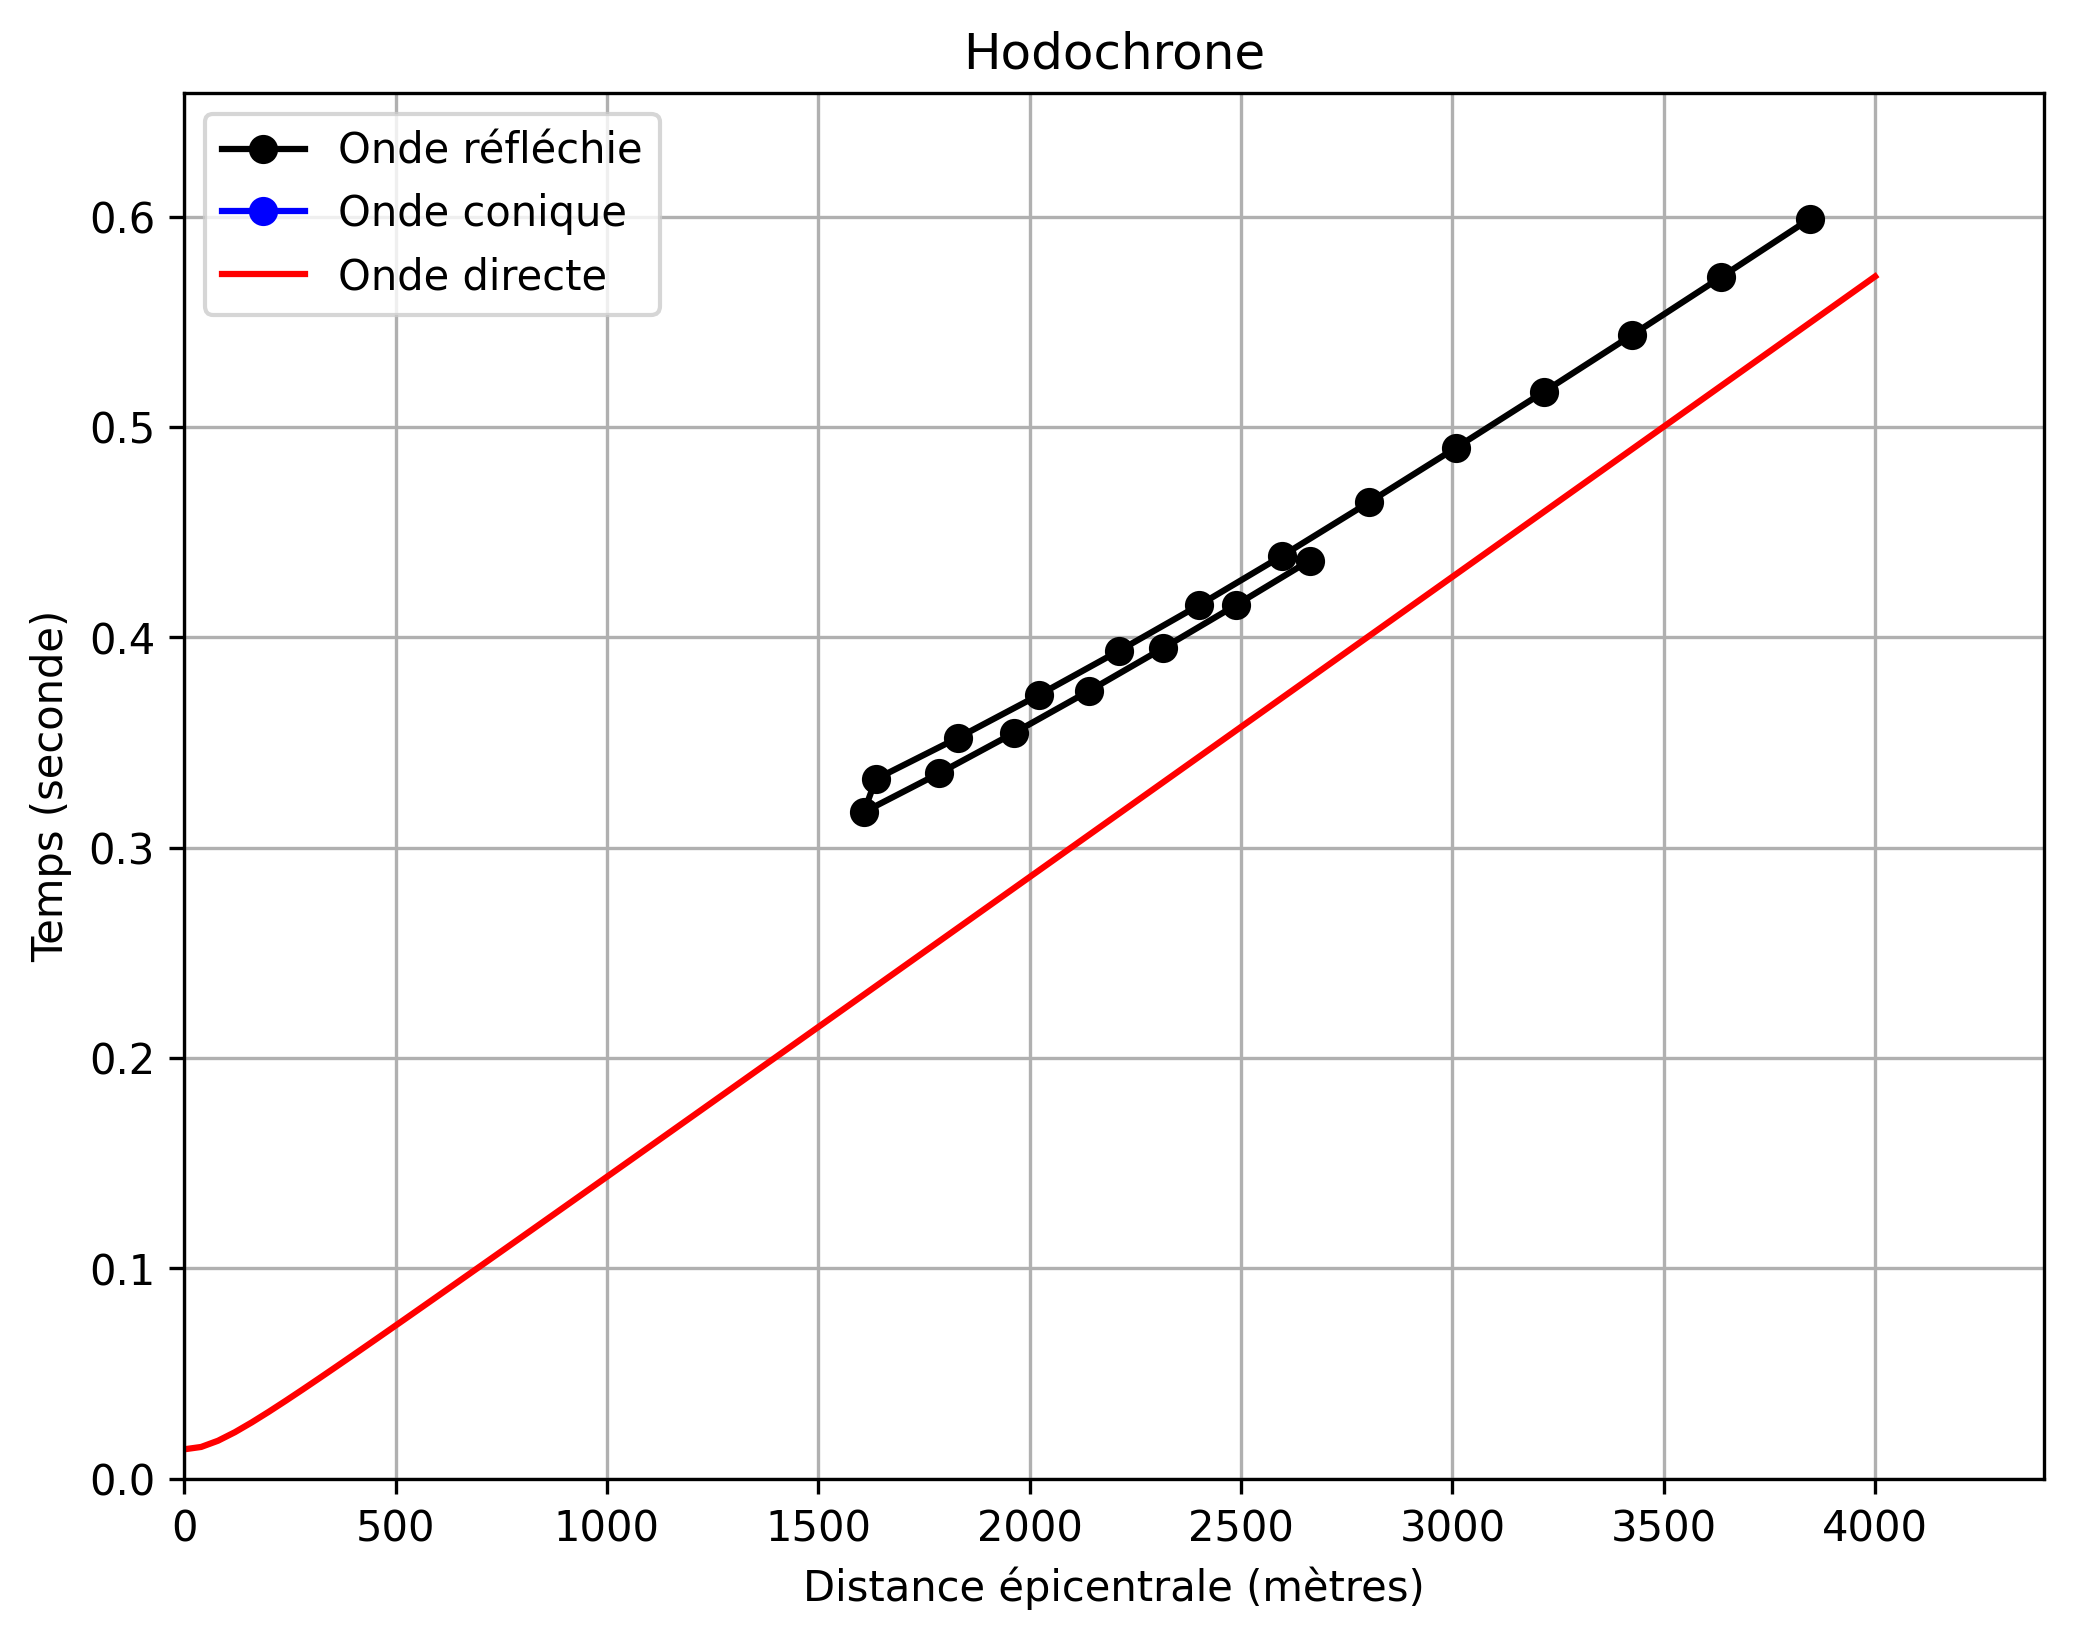 Hodochrone
Onde réfléchie
Onde conique
Onde directe
Temps (seconde)
0.6
0.5
0.4
0.3
0.2
0.1
0.0
0 500 1000 1500 2000 2500 3000 3500 4000
Distance épicentrale (mètres)